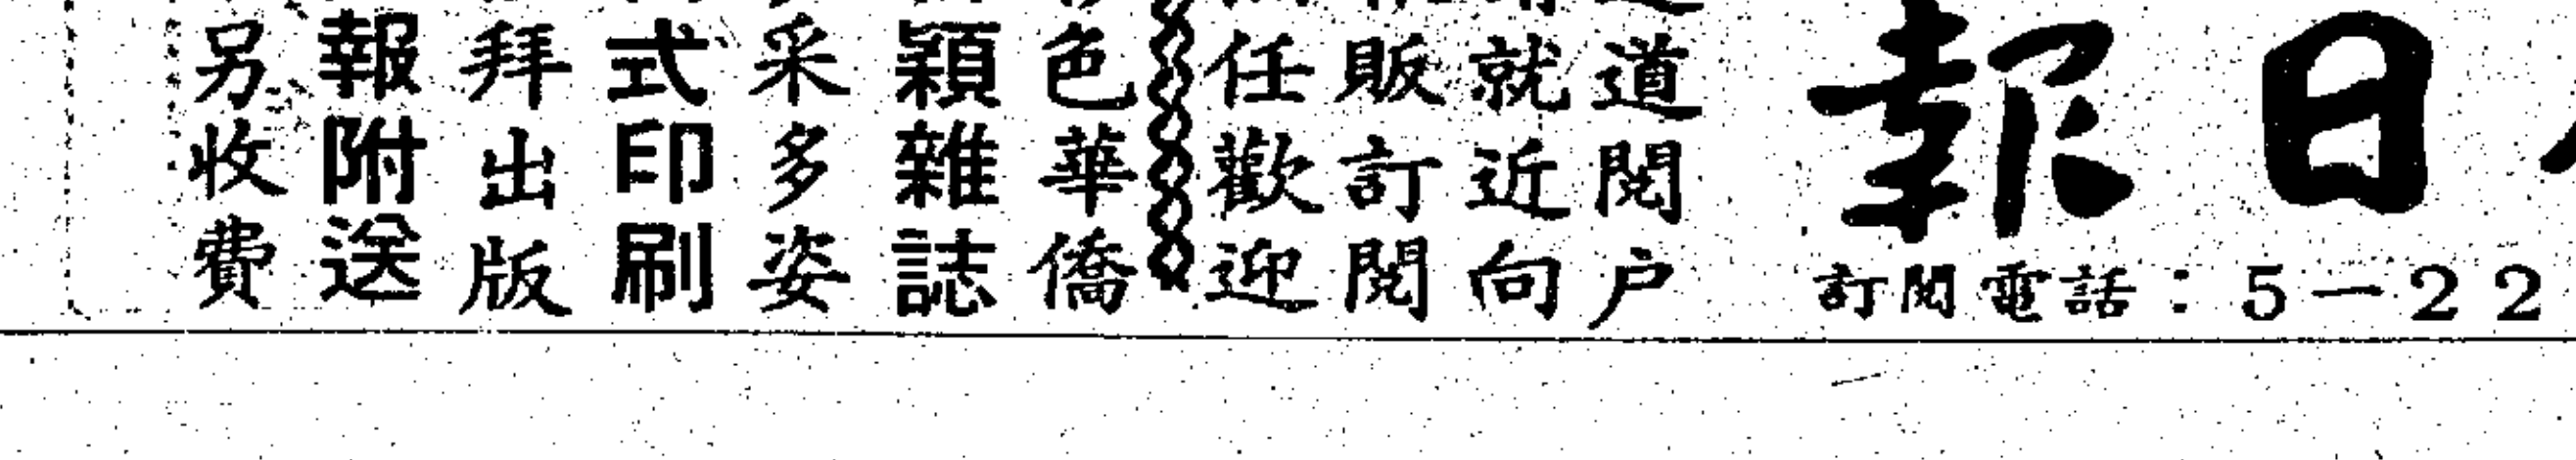 日報
訂閱電話：5－22
道閱戶
就近向
販訂閱
任歡迎
色華僑
穎雜誌
采多姿
式印刷
拜出版
報附送
另收費